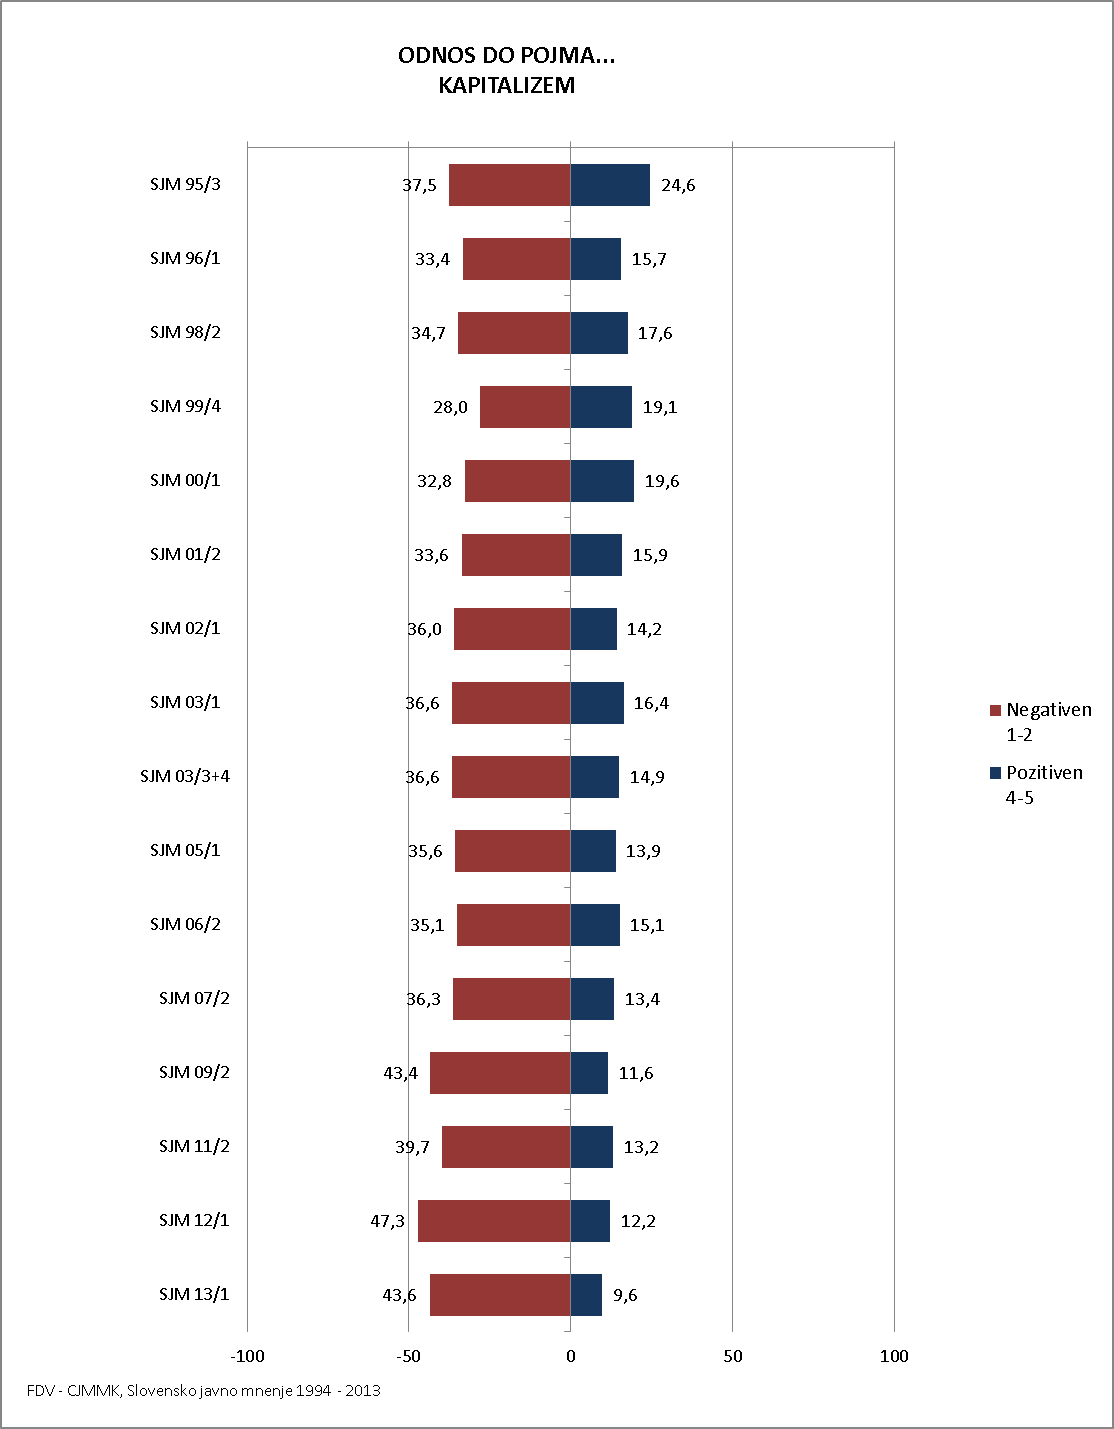 ODNOS DO POJMA...
KAPITALIZEM
SJM 95/3 37,5 24,6
SJM 96/1 33,4 15,7
SJM 98/2 34,7 17,6
SJM 99/4 28,0 19,1
SJM 00/1 32,8 19,6
SJM 01/2 33,6 15,9
SJM 02/1 36,0 14,2
SJM 03/1 36,6 16,4
SJM 03/3+4 36,6 14,9
SJM 05/1 35,6 13,9
SJM 06/2 35,1 15,1
SJM 07/2 36,3 13,4
SJM 09/2 43,4 11,6
SJM 11/2 39,7 13,2
SJM 12/1 47,3 12,2
SJM 13/1 43,6 9,6
-100 -50 0 50 100
Negativen
1-2
Pozitiven
4-5
FDV - CJMMK, Slovensko javno mnenje 1994 - 2013